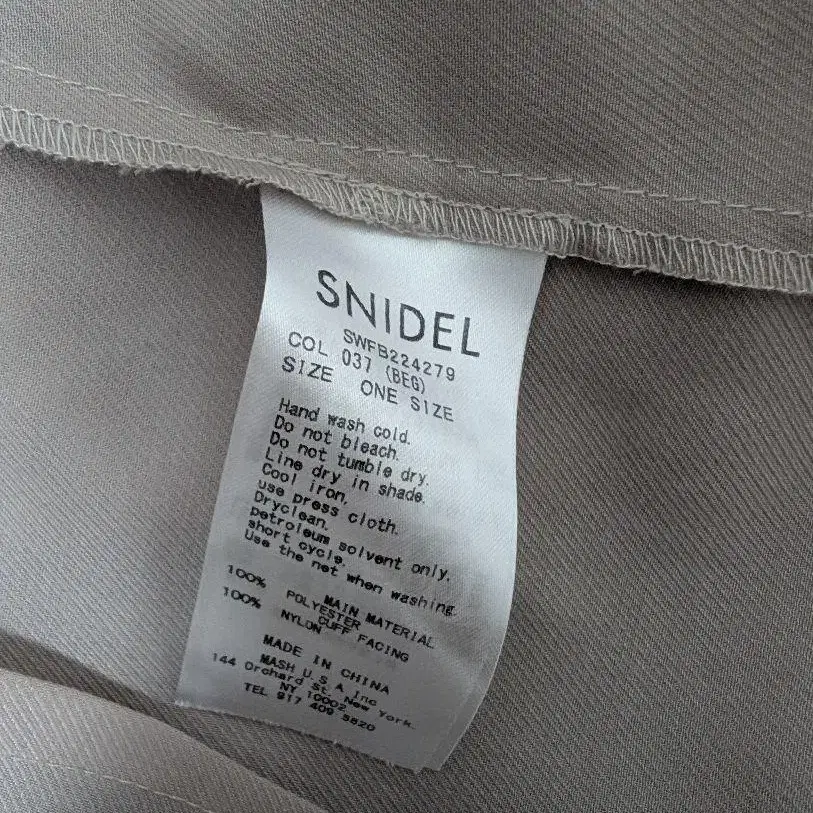 SNIDEL
SWFB224279
COL 037 (BEG)
SIZE ONE SIZE
Hand wash cold.
Do not bleach.
Do not tumble dry.
Line dry in shade.
Cool iron,
use press cloth.
Dryclean.
petroleum solvent only.
short cycle.
Use the net when washing.
MAIN MATERIAL
100% POLYESTER
CUFF FACING
100% NYLON
MADE IN CHINA
MASH U.S.A Inc
144 Orchard St. New York.
NY 10002
TEL 917 409 5820